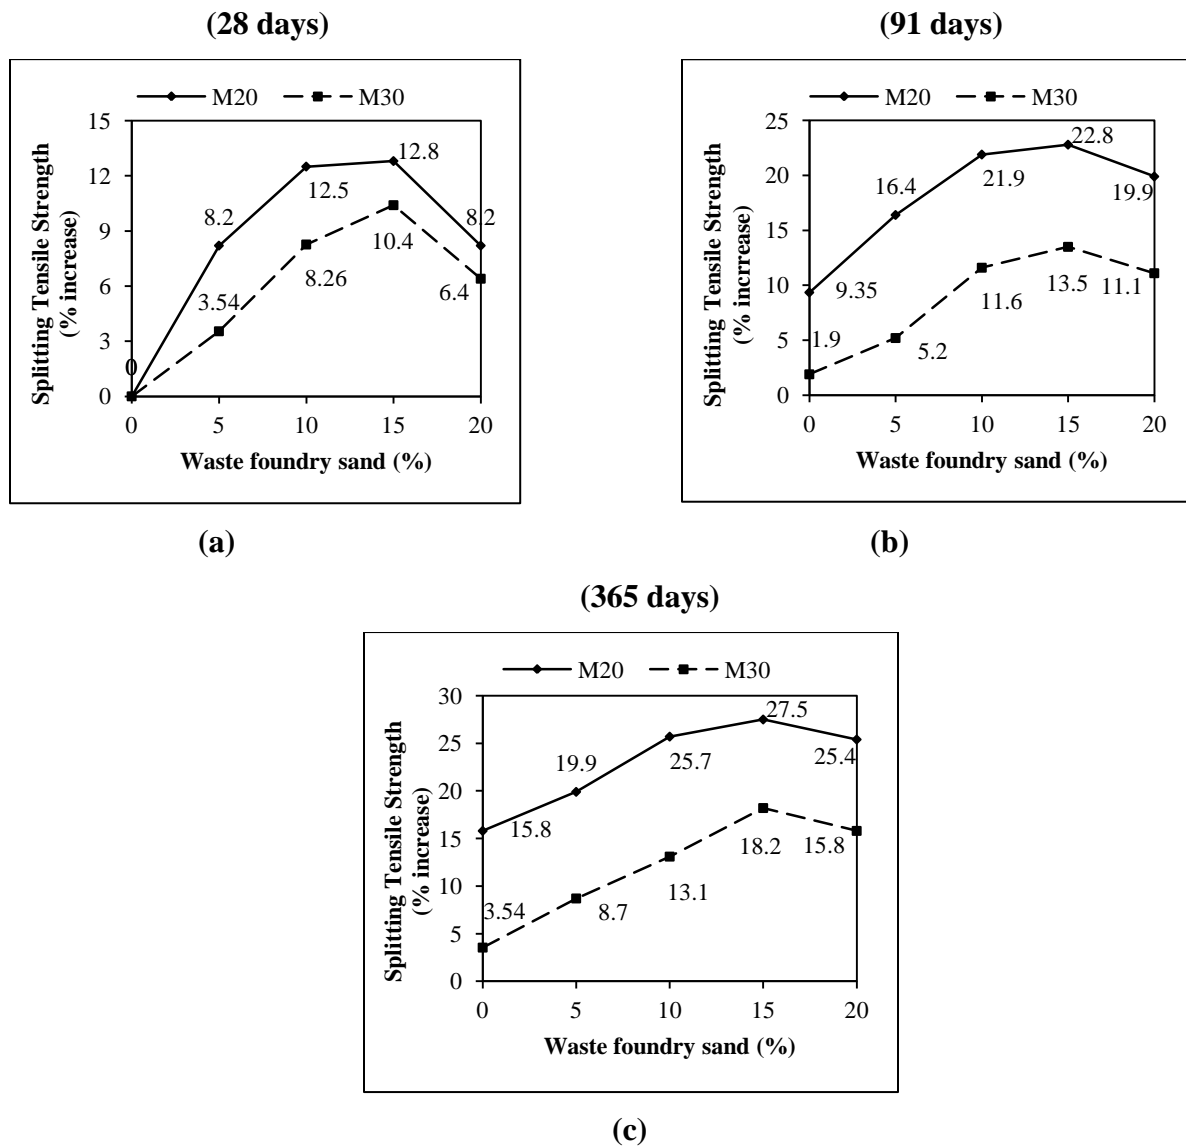 (28 days)
M20 M30
Splitting Tensile Strength
(% increase)
15
12
9
6
3
0
0
8.2
12.5
12.8
8.2
3.54
8.26
10.4
6.4
0 5 10 15 20
Waste foundry sand (%)
(a)
(91 days)
M20 M30
Splitting Tensile Strength
(% incrrease)
25
20
15
10
5
0
9.35
16.4
21.9
22.8
19.9
1.9
5.2
11.6
13.5
11.1
0 5 10 15 20
Waste foundry sand (%)
(b)
(365 days)
M20 M30
Splitting Tensile Strength
(% increase)
30
25
20
15
10
5
0
15.8
19.9
25.7
27.5
25.4
3.54
8.7
13.1
18.2
15.8
0 5 10 15 20
Waste foundry sand (%)
(c)